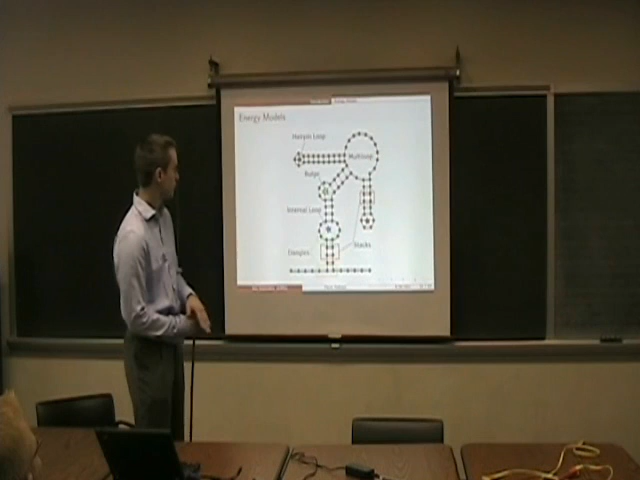 Energy Models
Hairpin Loop
Multiloop
Bulge
Internal Loop
Stacks
Dangles